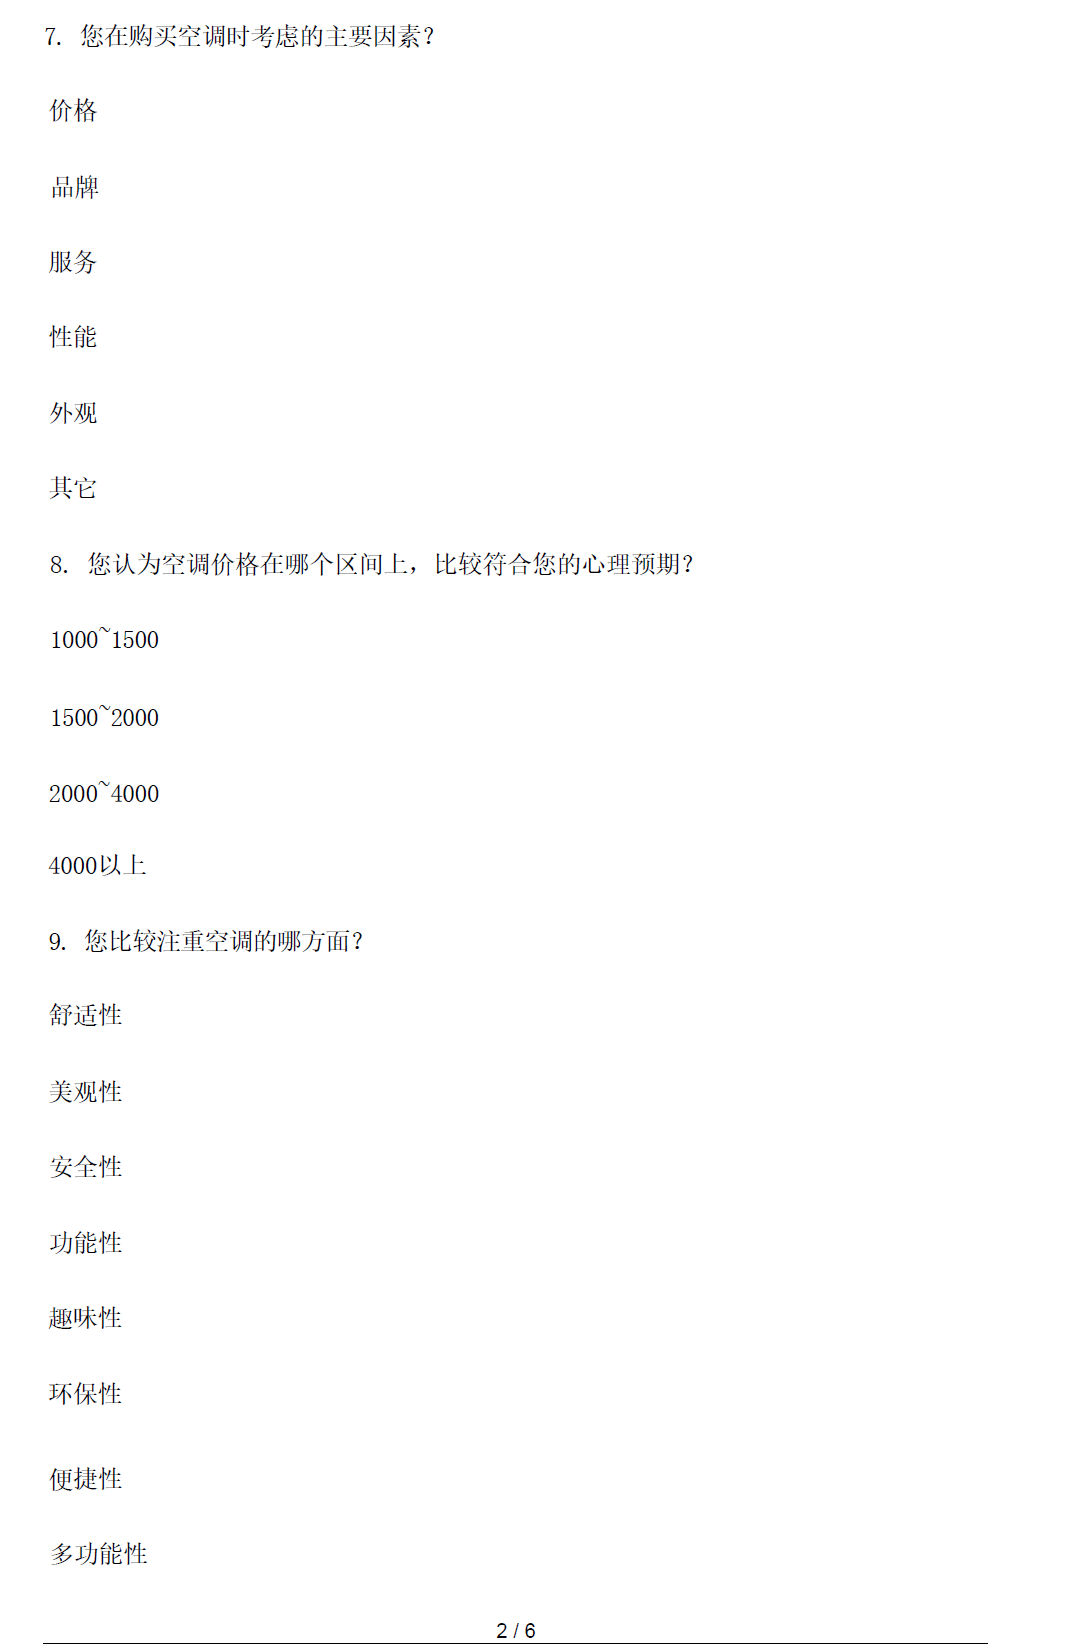 7. 您在购买空调时考虑的主要因素?
价格
品牌
服务
性能
外观
其它
8. 您认为空调价格在哪个区间上，比较符合您的心理预期?
1000~1500
1500~2000
2000~4000
4000以上
9. 您比较注重空调的哪方面?
舒适性
美观性
安全性
功能性
趣味性
环保性
便捷性
多功能性
2 / 6